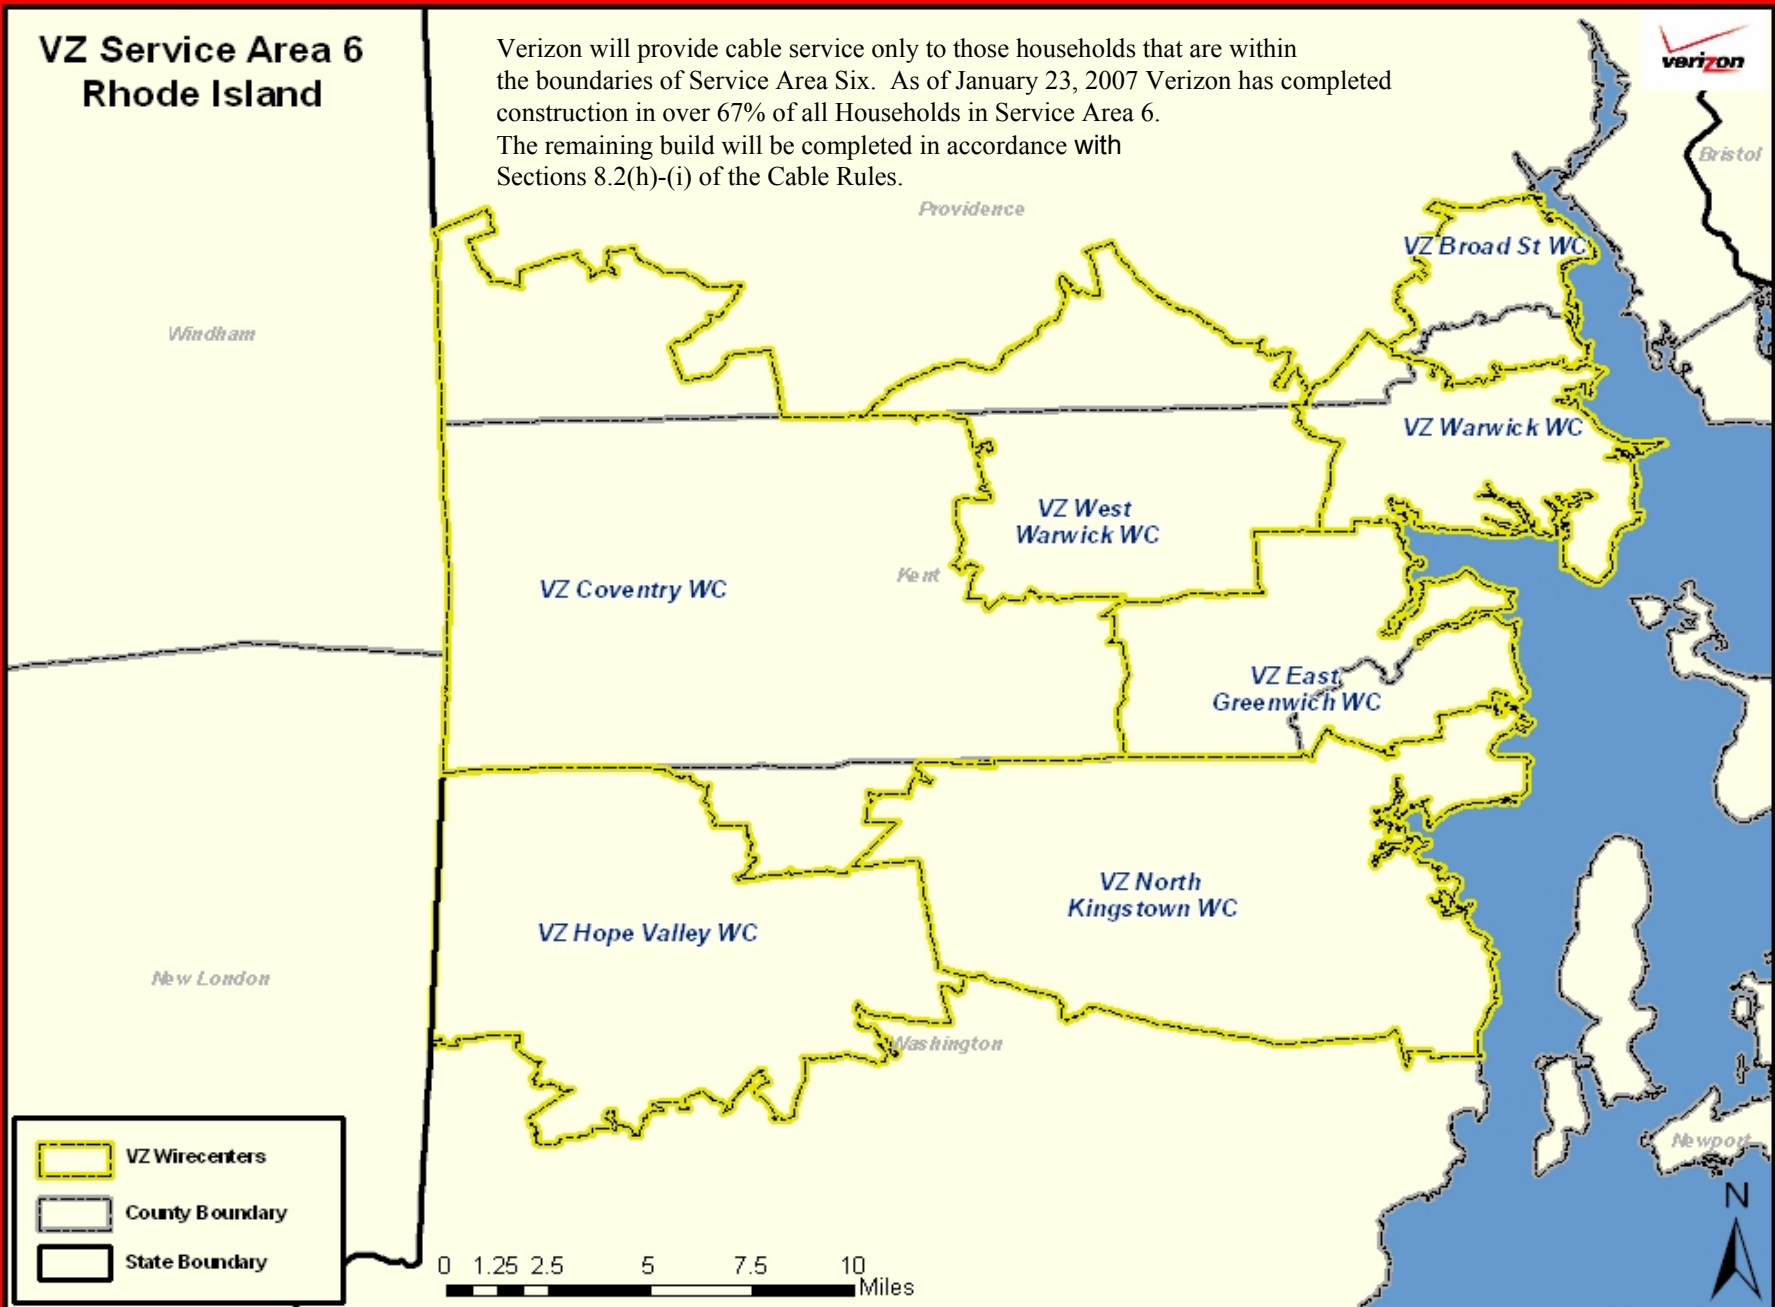 VZ Service Area 6
Rhode Island
Verizon will provide cable service only to those households that are within
the boundaries of Service Area Six. As of January 23, 2007 Verizon has completed
construction in over 67% of all Households in Service Area 6.
The remaining build will be completed in accordance with
Sections 8.2(h)-(i) of the Cable Rules.
verizon
Bristol
Providence
VZ Broad St WC
Windham
VZ Warwick WC
VZ West
Warwick WC
Kent
VZ Coventry WC
VZ East
Greenwich WC
VZ North
Kingstown WC
VZ Hope Valley WC
New London
Washington
Newport
VZ Wirecenters
County Boundary
State Boundary
0 1.25 2.5 5 7.5 10
Miles
N